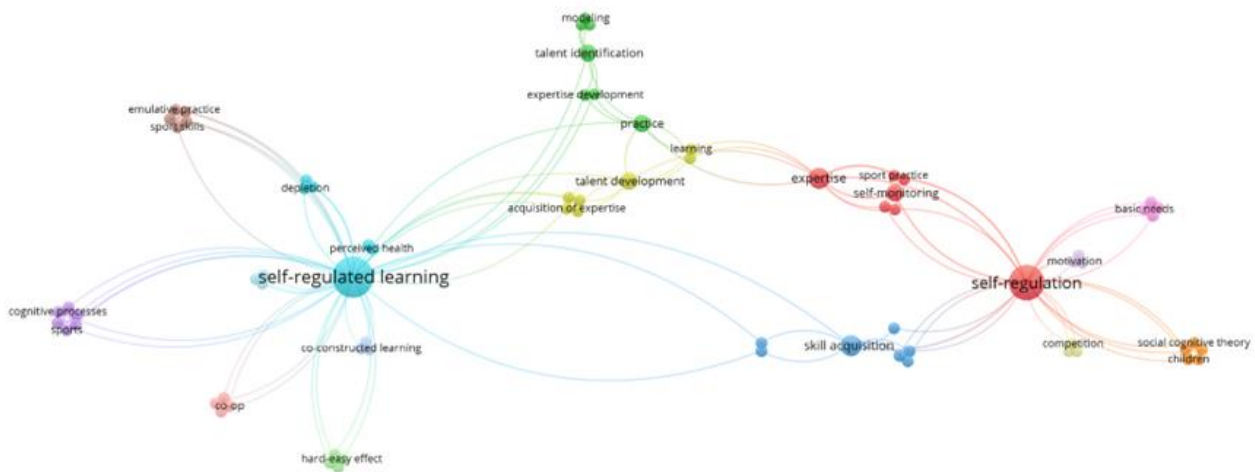 modeling
talent identification
expertise development
practice
learning
emulative practice
sport skills
depletion
talent development
acquisition of expertise
expertise
sport practice
self-monitoring
basic needs
perceived health
self-regulated learning
motivation
self-regulation
cognitive processes
sports
co-constructed learning
skill acquisition
competition
social cognitive theory
children
co-op
hard-easy effect